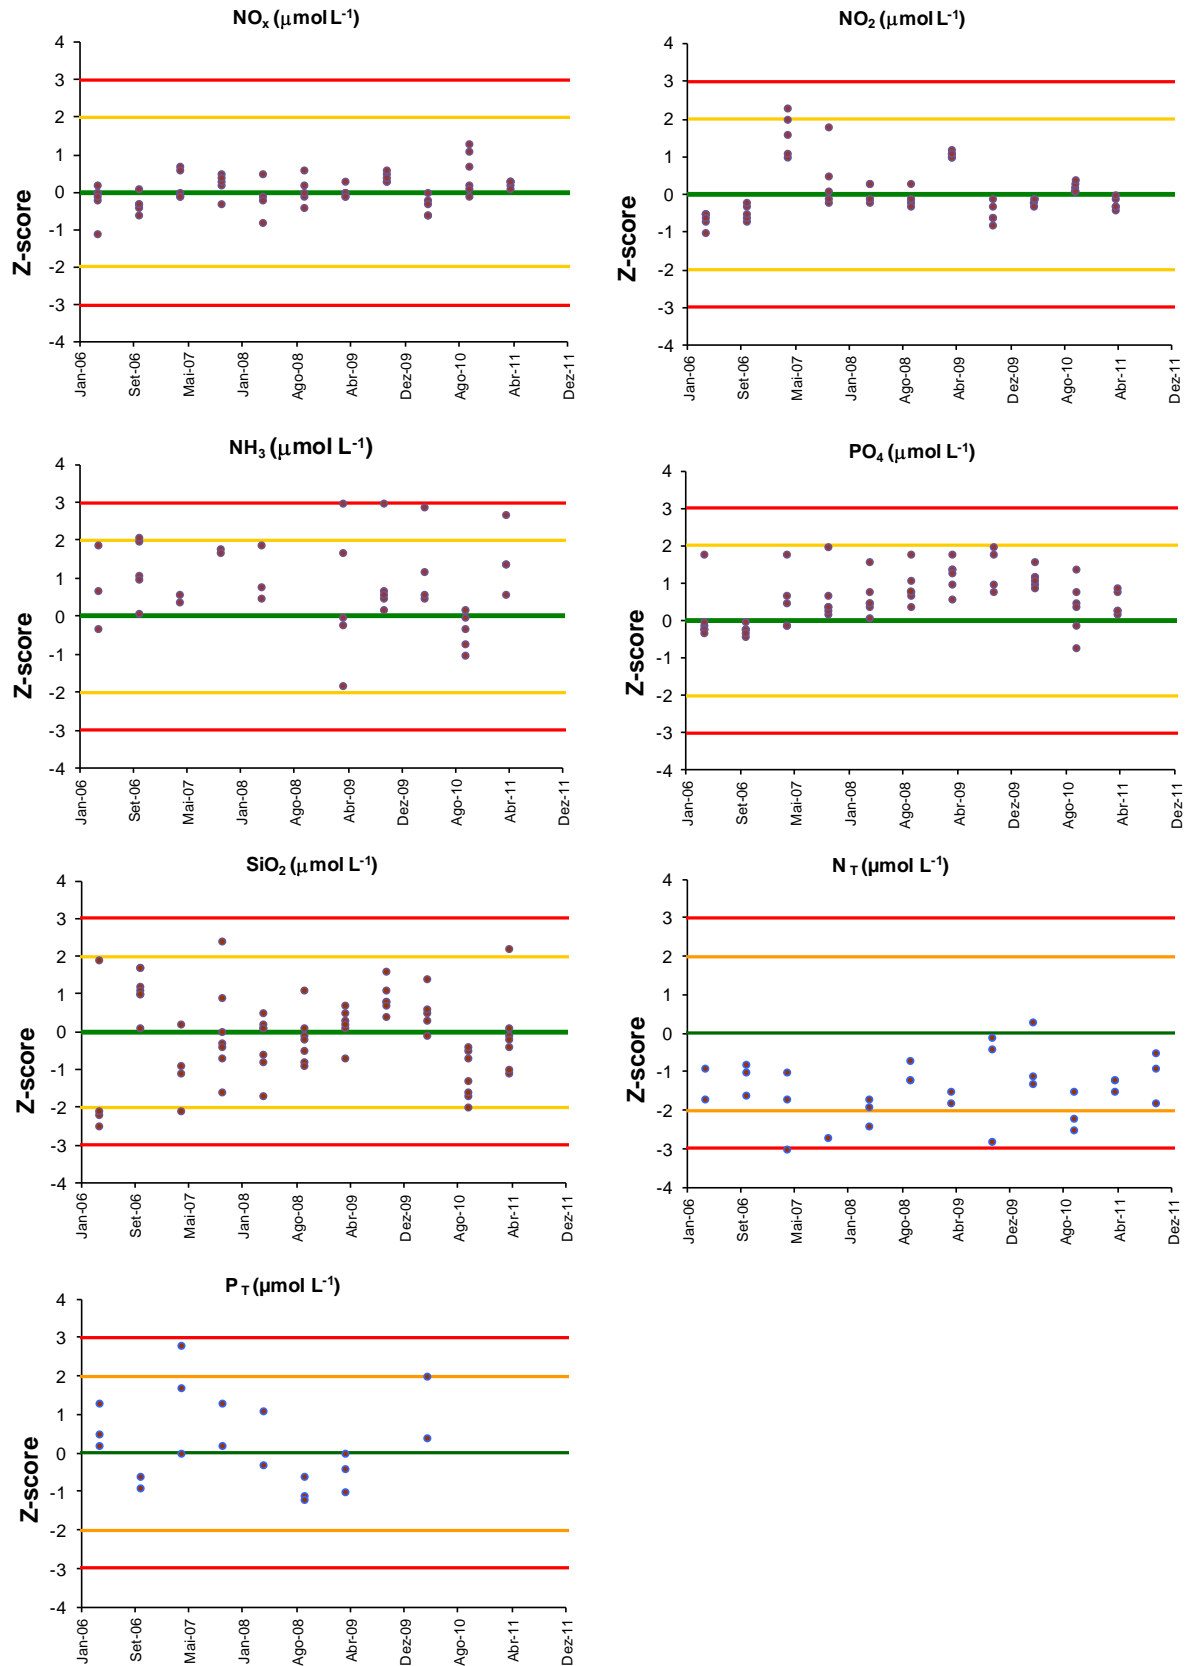 NOx (μmol L-1)
4
3
2
1
0
-1
-2
-3
-4
Z-score
Jan-06
Set-06
Mai-07
Jan-08
Ago-08
Abr-09
Dez-09
Ago-10
Abr-11
Dez-11
NO2 (μmol L-1)
4
3
2
1
0
-1
-2
-3
-4
Z-score
Jan-06
Set-06
Mai-07
Jan-08
Ago-08
Abr-09
Dez-09
Ago-10
Abr-11
Dez-11
NH3 (μmol L-1)
4
3
2
1
0
-1
-2
-3
-4
Z-score
Jan-06
Set-06
Mai-07
Jan-08
Ago-08
Abr-09
Dez-09
Ago-10
Abr-11
Dez-11
PO4 (μmol L-1)
4
3
2
1
0
-1
-2
-3
-4
Z-score
Jan-06
Set-06
Mai-07
Jan-08
Ago-08
Abr-09
Dez-09
Ago-10
Abr-11
Dez-11
SiO2 (μmol L-1)
4
3
2
1
0
-1
-2
-3
-4
Z-score
Jan-06
Set-06
Mai-07
Jan-08
Ago-08
Abr-09
Dez-09
Ago-10
Abr-11
Dez-11
N T (µmol L-1)
4
3
2
1
0
-1
-2
-3
-4
Z-score
Jan-06
Set-06
Mai-07
Jan-08
Ago-08
Abr-09
Dez-09
Ago-10
Abr-11
Dez-11
P T (µmol L-1)
4
3
2
1
0
-1
-2
-3
-4
Z-score
Jan-06
Set-06
Mai-07
Jan-08
Ago-08
Abr-09
Dez-09
Ago-10
Abr-11
Dez-11